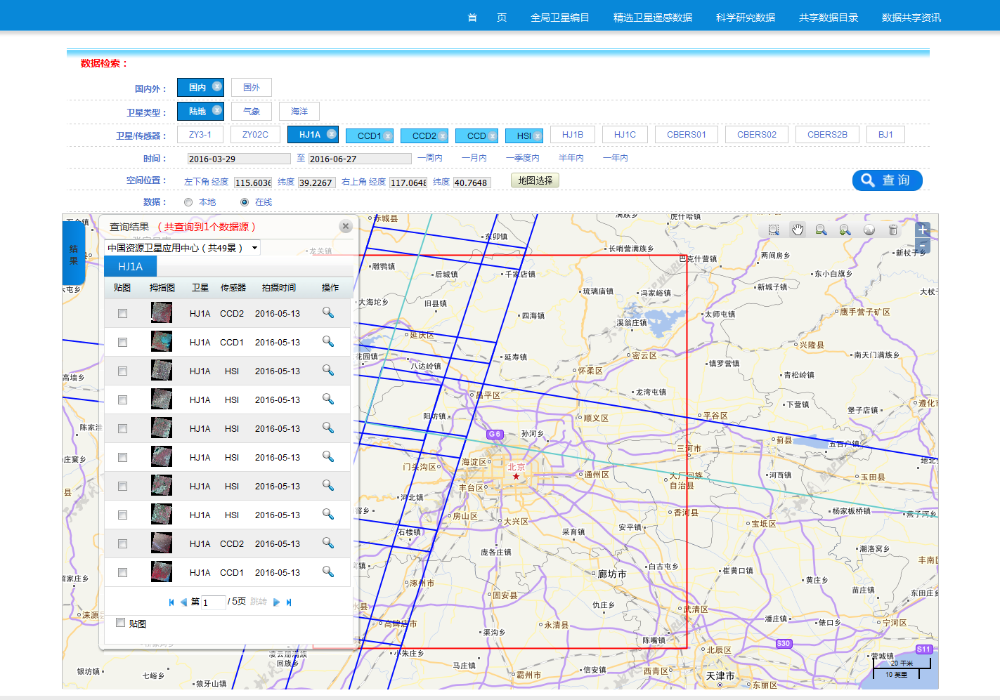 首 页 全局卫星编目 精选卫星遥感数据 科学研究数据 共享数据目录 数据共享资讯
数据检索：
国内外： 国内 国外
卫星类型： 陆地 气象 海洋
卫星/传感器： ZY3-1 ZY02C HJ1A CCD1 CCD2 CCD HSI HJ1B HJ1C CBERS01 CBERS02 CBERS2B BJ1
时间： 2016-03-29 至 2016-06-27 一周内 一月内 一季度内 半年内 一年内
空间位置： 左下角 经度 115.6036 纬度 39.2267 右上角 经度 117.0648 纬度 40.7648 地图选择
查 询
数据： 本地 在线
结果
查询结果 （ 共查询到1个数据源 ）
中国资源卫星应用中心（共49景）
HJ1A
贴图 拇指图 卫星 传感器 拍摄时间 操作
HJ1A CCD2 2016-05-13
HJ1A CCD1 2016-05-13
HJ1A HSI 2016-05-13
HJ1A HSI 2016-05-13
HJ1A HSI 2016-05-13
HJ1A HSI 2016-05-13
HJ1A HSI 2016-05-13
HJ1A HSI 2016-05-13
HJ1A CCD2 2016-05-13
HJ1A CCD1 2016-05-13
第 1 / 5页 跳转
贴图
赤城县
虎什哈镇
东卯镇
龙关镇
长哨营满族乡
巴克什营镇
两间房乡
新杖子乡
雕鹗镇
后城镇
千家店镇
东小白旗乡
大海坨乡
旧县镇
琉璃庙镇
冯家峪镇
新城子镇
大杖子
四海镇
溪翁庄镇
太师屯镇
鹰手营子矿区
延庆区
兴隆县
花园镇
八达岭镇
延寿镇
密云区
镇罗营镇
南天门满族乡
怀柔区
青松岭镇
高墙乡
昌平区
龙湾屯镇
下营镇
堡子店镇
遵化市
阳坊镇
顺义区
平谷区
陈家洼
G6
孙河乡
蓟县
五百户镇
三河市
门头沟区
海淀区
北京
通州区
大厂回族
自治县
河西镇
玉田县
丰台区
河北镇
杨家板桥镇
燕子河乡
房山区
大兴区
香河县
安平镇
宝坻区
石楼镇
采育镇
潮洛窝乡
庞各庄镇
丰南区
白古屯乡
崔黄口镇
廊坊市
黄庄乡
留家庄乡
涿州市
固安县
苗庄镇
东田庄乡
仇庄乡
武清区
涞源县
高碑店市
永清县
潘庄镇
俵口乡
宁河区
渠沟乡
陈嘴镇
S30
S11
北辰区
小朱庄乡
凌云册满族
回族乡
马庄镇
信安镇
西青区
营城镇
银坊镇
七峪乡
狼牙山镇
霸州市
天津市
东丽区
20 千米
10 英里